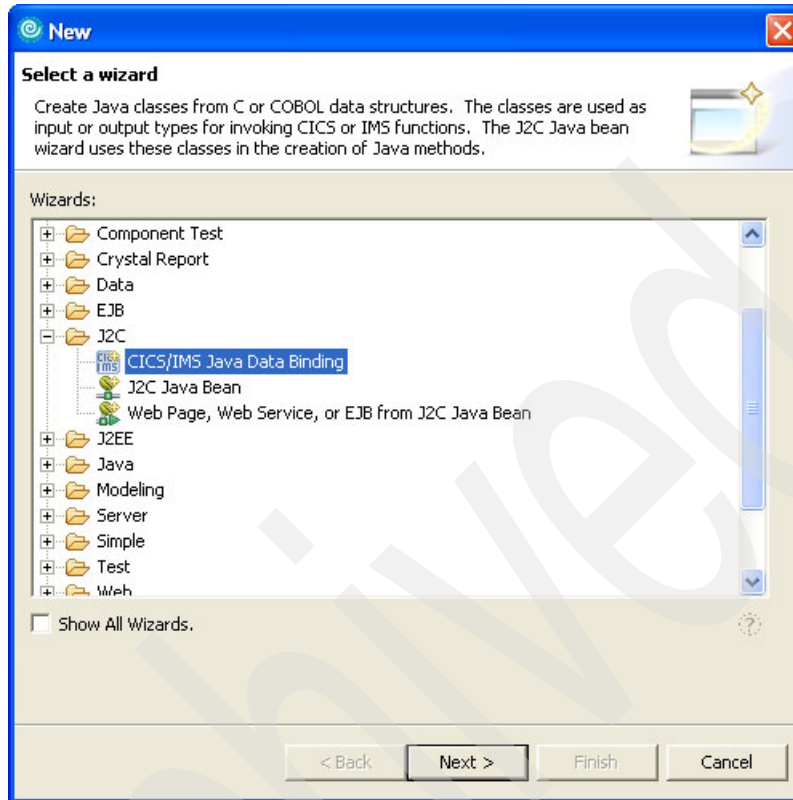 New
Select a wizard
Create Java classes from C or COBOL data structures. The classes are used as
input or output types for invoking CICS or IMS functions. The J2C Java bean
wizard uses these classes in the creation of Java methods.
Wizards:
Component Test
Crystal Report
Data
EJB
J2C
CICS/IMS Java Data Binding
J2C Java Bean
Web Page, Web Service, or EJB from J2C Java Bean
J2EE
Java
Modeling
Server
Simple
Test
Web
Show All Wizards.
?
< Back Next > Finish Cancel